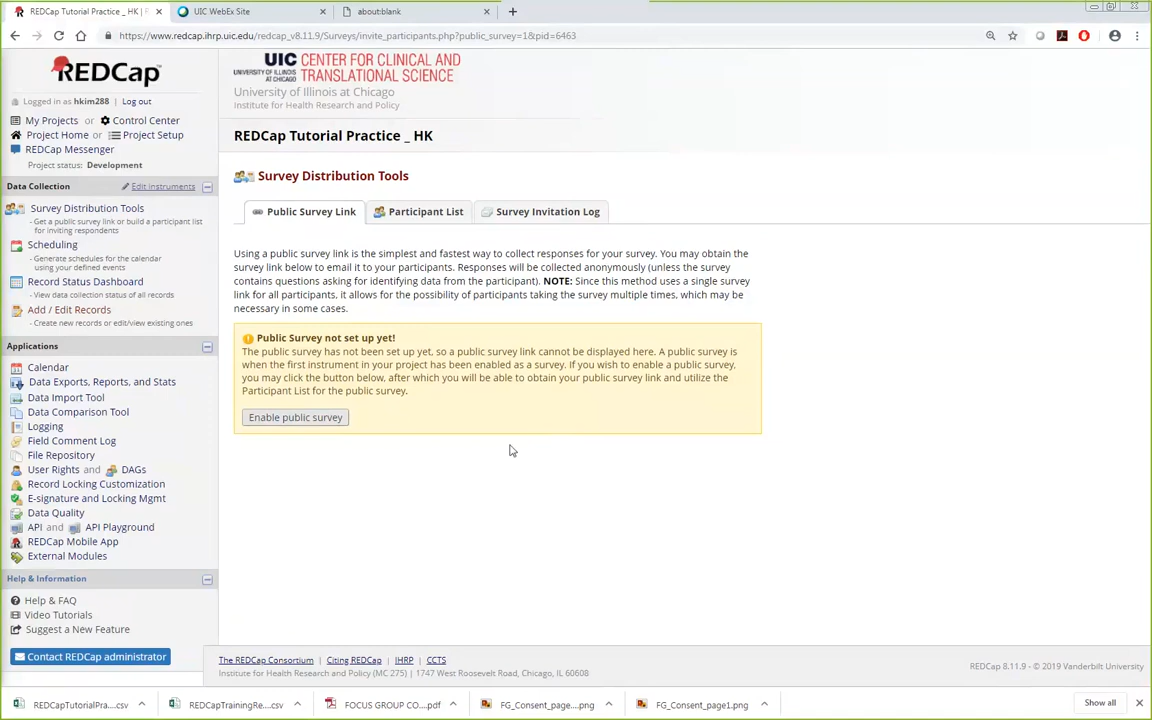 REDCap Tutorial Practice _ HK | R
UIC WebEx Site
about:blank
https://www.redcap.ihrp.uic.edu/redcap_v8.11.9/Surveys/invite_participants.php?public_survey=1&pid=6463
REDCap
Logged in as hkim288 | Log out
My Projects or Control Center
Project Home or Project Setup
REDCap Messenger
Project status: Development
Data Collection
Edit instruments
Survey Distribution Tools
- Get a public survey link or build a participant list
for inviting respondents
Scheduling
- Generate schedules for the calendar
using your defined events
Record Status Dashboard
- View data collection status of all records
Add / Edit Records
- Create new records or edit/view existing ones
Applications
Calendar
Data Exports, Reports, and Stats
Data Import Tool
Data Comparison Tool
Logging
Field Comment Log
File Repository
User Rights and DAGs
Record Locking Customization
E-signature and Locking Mgmt
Data Quality
API and API Playground
REDCap Mobile App
External Modules
Help & Information
Help & FAQ
Video Tutorials
Suggest a New Feature
Contact REDCap administrator
UIC CENTER FOR CLINICAL AND
UNIVERSITY OF ILLINOIS AT CHICAGO TRANSLATIONAL SCIENCE
University of Illinois at Chicago
Institute for Health Research and Policy
REDCap Tutorial Practice _ HK
Survey Distribution Tools
Public Survey Link
Participant List
Survey Invitation Log
Using a public survey link is the simplest and fastest way to collect responses for your survey. You may obtain the
survey link below to email it to your participants. Responses will be collected anonymously (unless the survey
contains questions asking for identifying data from the participant). NOTE: Since this method uses a single survey
link for all participants, it allows for the possibility of participants taking the survey multiple times, which may be
necessary in some cases.
Public Survey not set up yet!
The public survey has not been set up yet, so a public survey link cannot be displayed here. A public survey is
when the first instrument in your project has been enabled as a survey. If you wish to enable a public survey,
you may click the button below, after which you will be able to obtain your public survey link and utilize the
Participant List for the public survey.
Enable public survey
The REDCap Consortium | Citing REDCap | IHRP | CCTS
Institute for Health Research and Policy (MC 275) | 1747 West Roosevelt Road, Chicago, IL 60608
REDCap 8.11.9 - © 2019 Vanderbilt University
REDCapTutorialPra....csv
REDCapTrainingRe....csv
FOCUS GROUP CO....pdf
FG_Consent_page....png
FG_Consent_page1.png
Show all